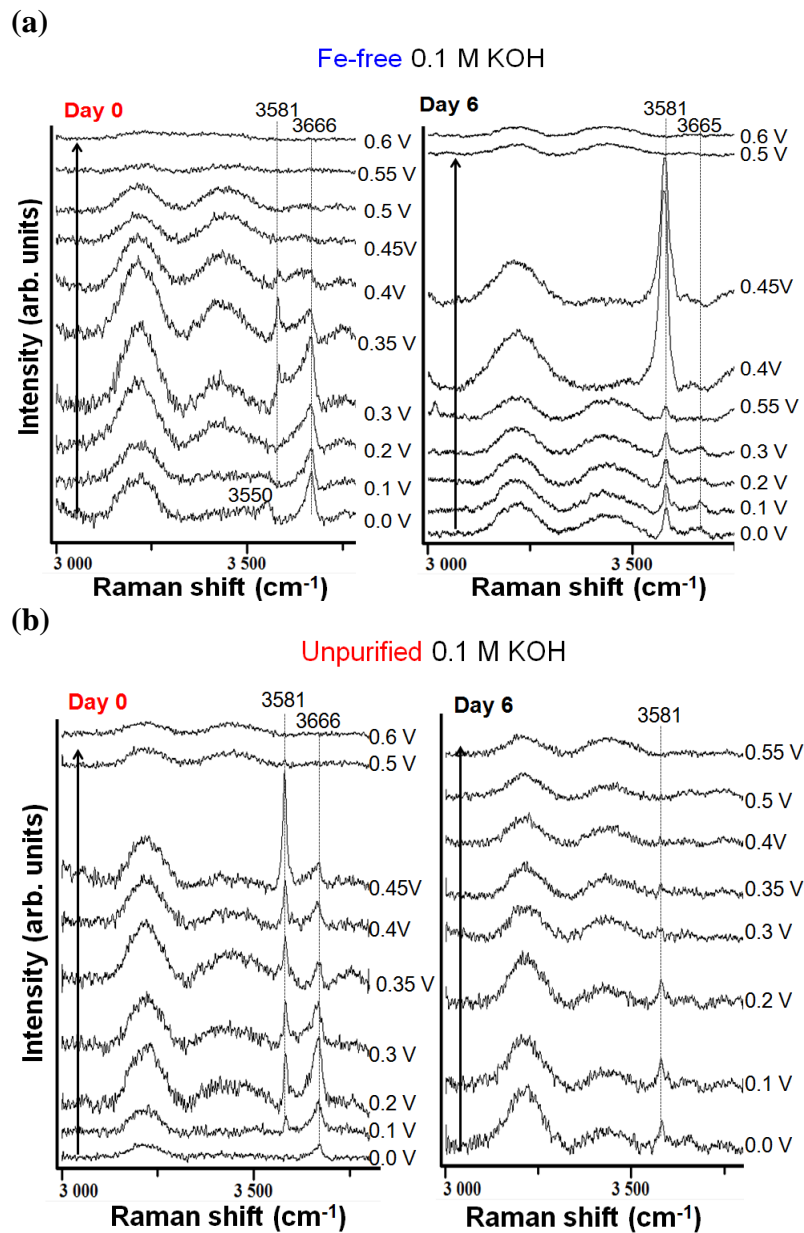 (a)
Fe-free 0.1 M KOH
Day 0
3581
3666
0.6 V
0.55 V
0.5 V
0.45V
0.4V
0.35 V
0.3 V
0.2 V
0.1 V
3550
0.0 V
3 000
3 500
Raman shift (cm-1)
Intensity (arb. units)
Day 6
3581
3665
0.6 V
0.5 V
0.45V
0.4V
0.55 V
0.3 V
0.2 V
0.1 V
0.0 V
3 000
3 500
Raman shift (cm-1)
(b)
Unpurified 0.1 M KOH
Day 0
3581
3666
0.6 V
0.5 V
0.45V
0.4V
0.35 V
0.3 V
0.2 V
0.1 V
0.0 V
3 000
3 500
Raman shift (cm-1)
Intensity (arb. units)
Day 6
3581
0.55 V
0.5 V
0.4V
0.35 V
0.3 V
0.2 V
0.1 V
0.0 V
3 000
3 500
Raman shift (cm-1)